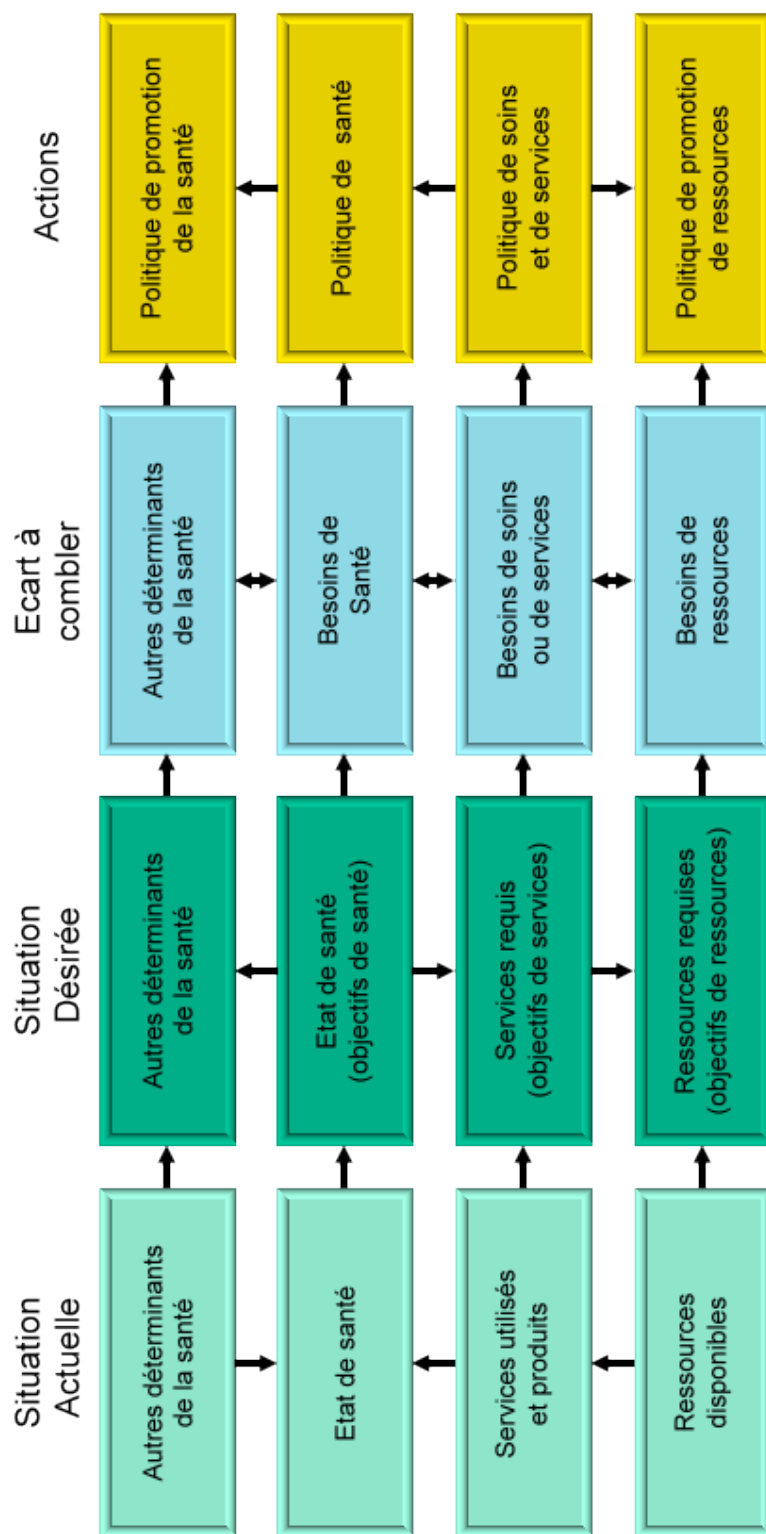 Situation
Actuelle
Situation
Désirée
Ecart à
combler
Actions
Autres déterminants
de la santé
Autres déterminants
de la santé
Autres déterminants
de la santé
Politique de promotion
de la santé
Etat de santé
Etat de santé
(objectifs de santé)
Besoins de
Santé
Politique de santé
Services utilisés
et produits
Services requis
(objectifs de services)
Besoins de soins
ou de services
Politique de soins
et de services
Ressources
disponibles
Ressources requises
(objectifs de ressources)
Besoins de
ressources
Politique de promotion
de ressources